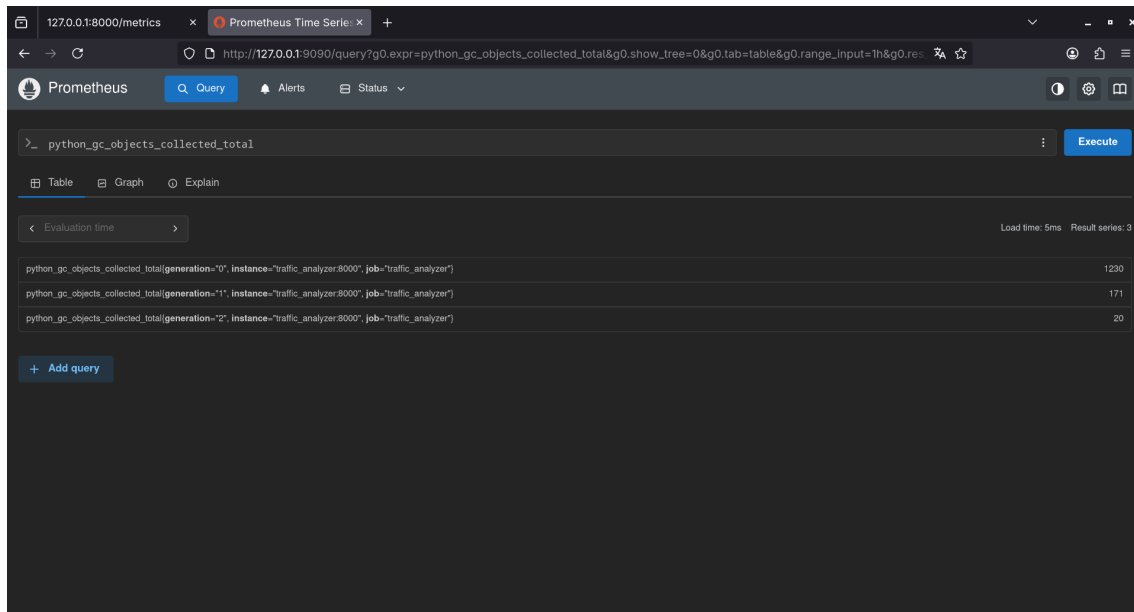 127.0.0.1:8000/metrics
Prometheus Time Series
http://127.0.0.1:9090/query?g0.expr=python_gc_objects_collected_total&g0.show_tree=0&g0.tab=table&g0.range_input=1h&g0.res
Prometheus Query Alerts Status
>_ python_gc_objects_collected_total Execute
Table Graph Explain
Evaluation time Load time: 5ms Result series: 3
python_gc_objects_collected_total{generation="0", instance="traffic_analyzer:8000", job="traffic_analyzer"} 1230
python_gc_objects_collected_total{generation="1", instance="traffic_analyzer:8000", job="traffic_analyzer"} 171
python_gc_objects_collected_total{generation="2", instance="traffic_analyzer:8000", job="traffic_analyzer"} 20
+ Add query